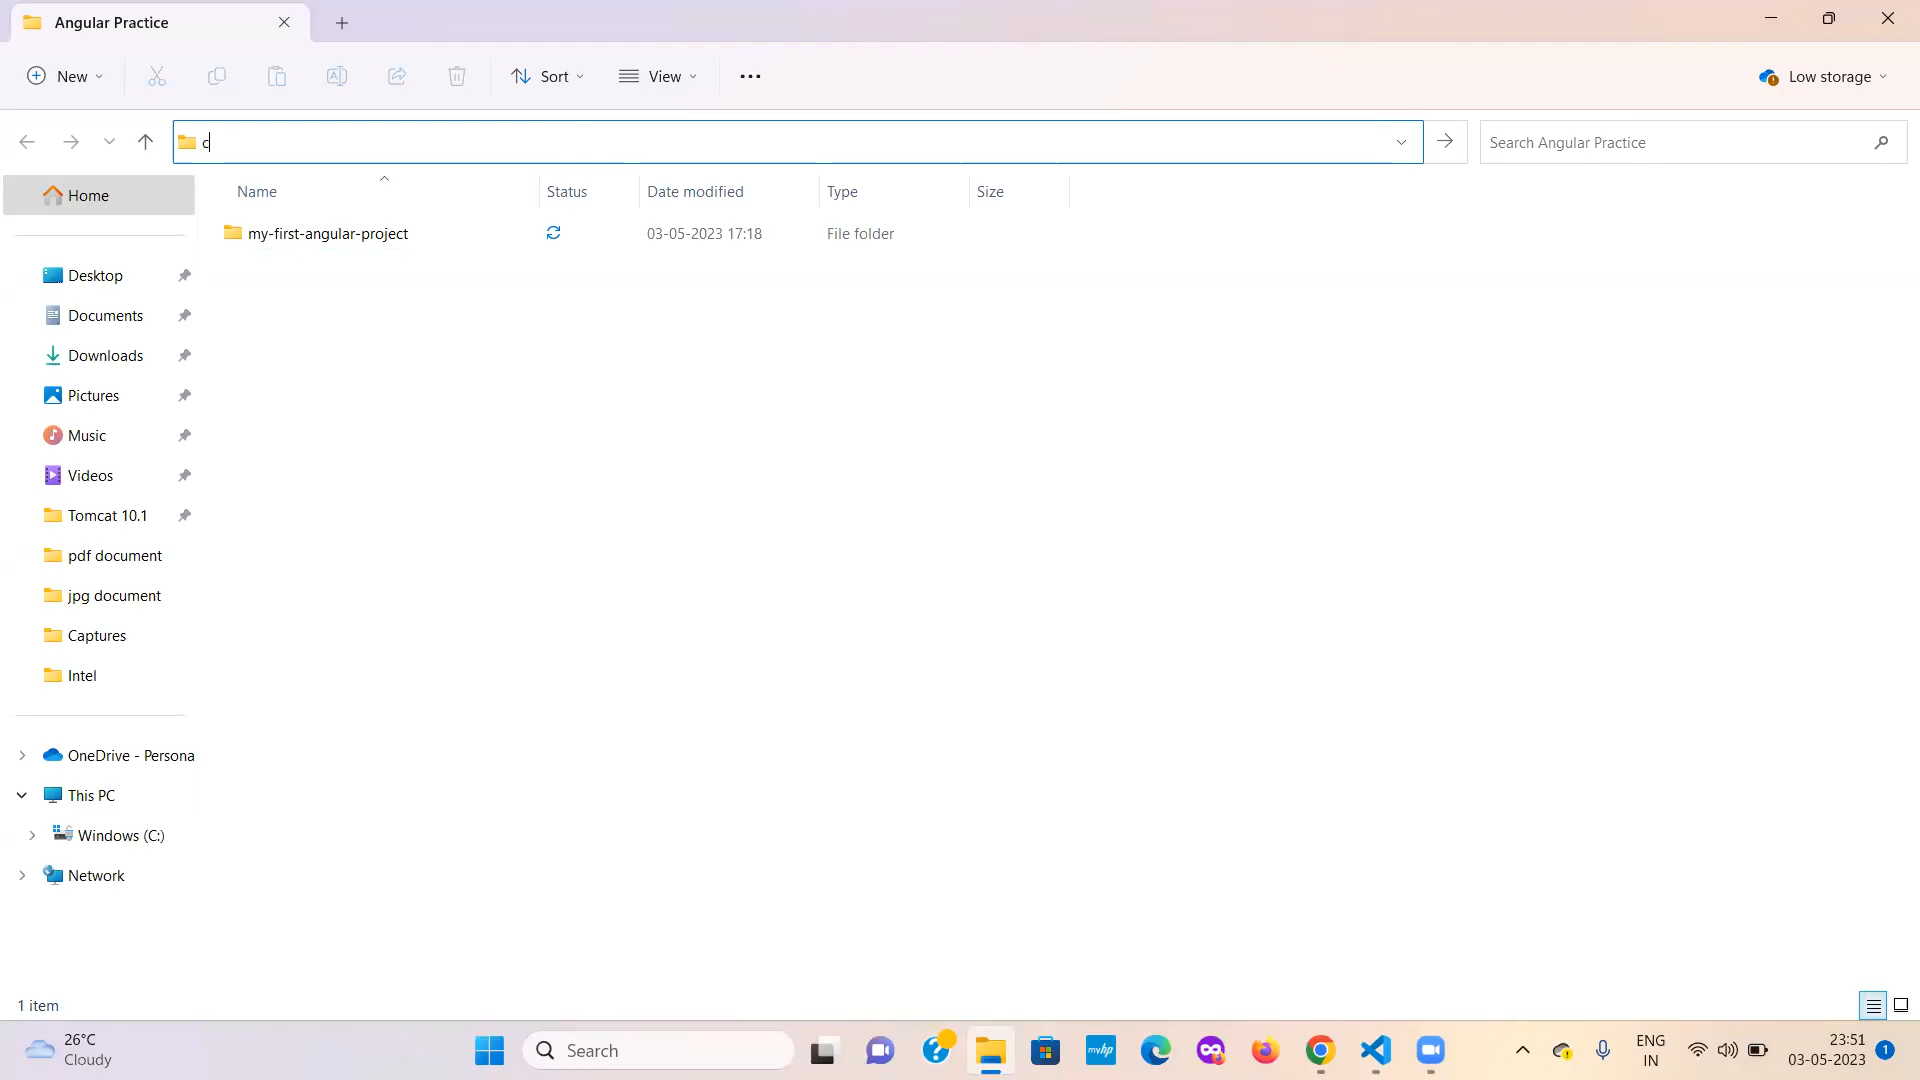 Angular Practice
New
Sort
View
Low storage
c
Search Angular Practice
Home
Name
Status
Date modified
Type
Size
my-first-angular-project
03-05-2023 17:18
File folder
Desktop
Documents
Downloads
Pictures
Music
Videos
Tomcat 10.1
pdf document
jpg document
Captures
Intel
OneDrive - Persona
This PC
Windows (C:)
Network
1 item
26°C
Cloudy
Search
myhp
ENG
IN
23:51
03-05-2023
1